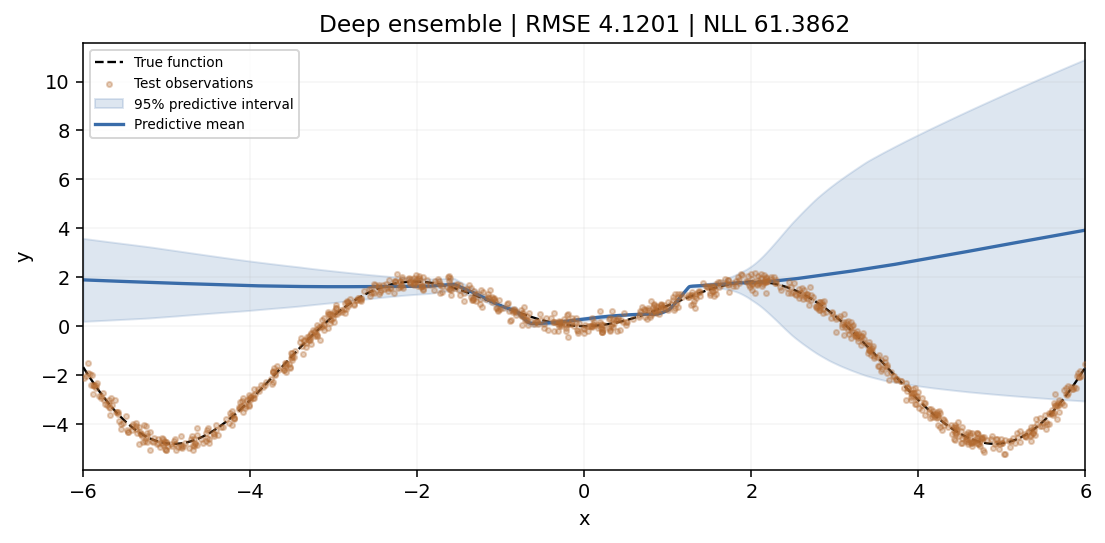 Deep ensemble | RMSE 4.1201 | NLL 61.3862
True function
Test observations
95% predictive interval
Predictive mean
10
8
6
4
2
0
−2
−4
y
−6
−4
−2
0
2
4
6
x